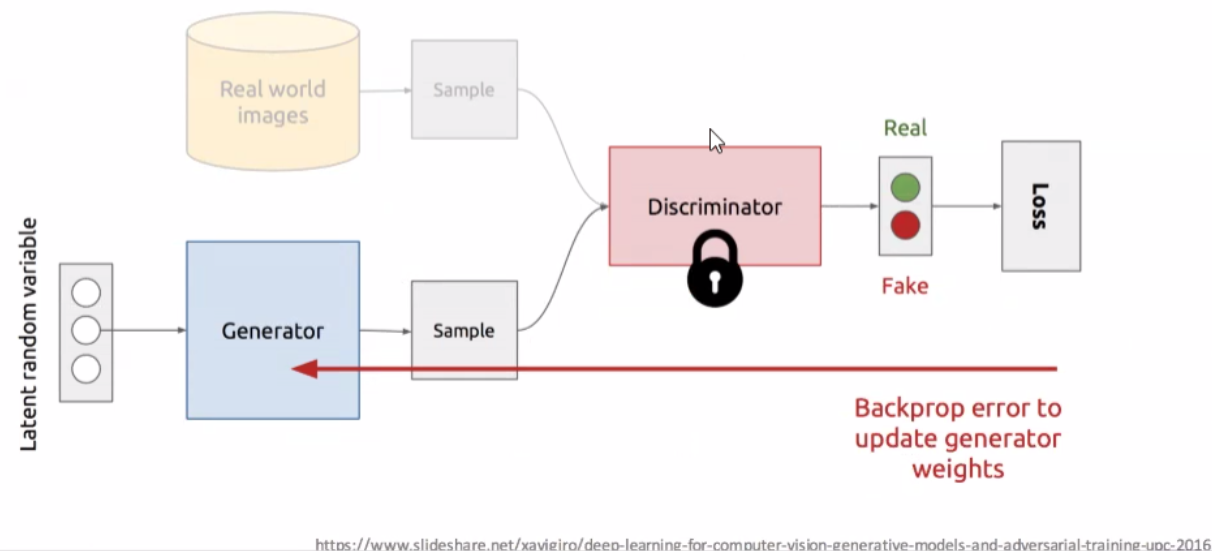 Real world
images
Sample
Real
Discriminator
Loss
Fake
Latent random variable
Generator
Sample
Backprop error to
update generator
weights
https://www.slideshare.net/xavigiro/deep-learning-for-computer-vision-generative-models-and-adversarial-training-upc-2016